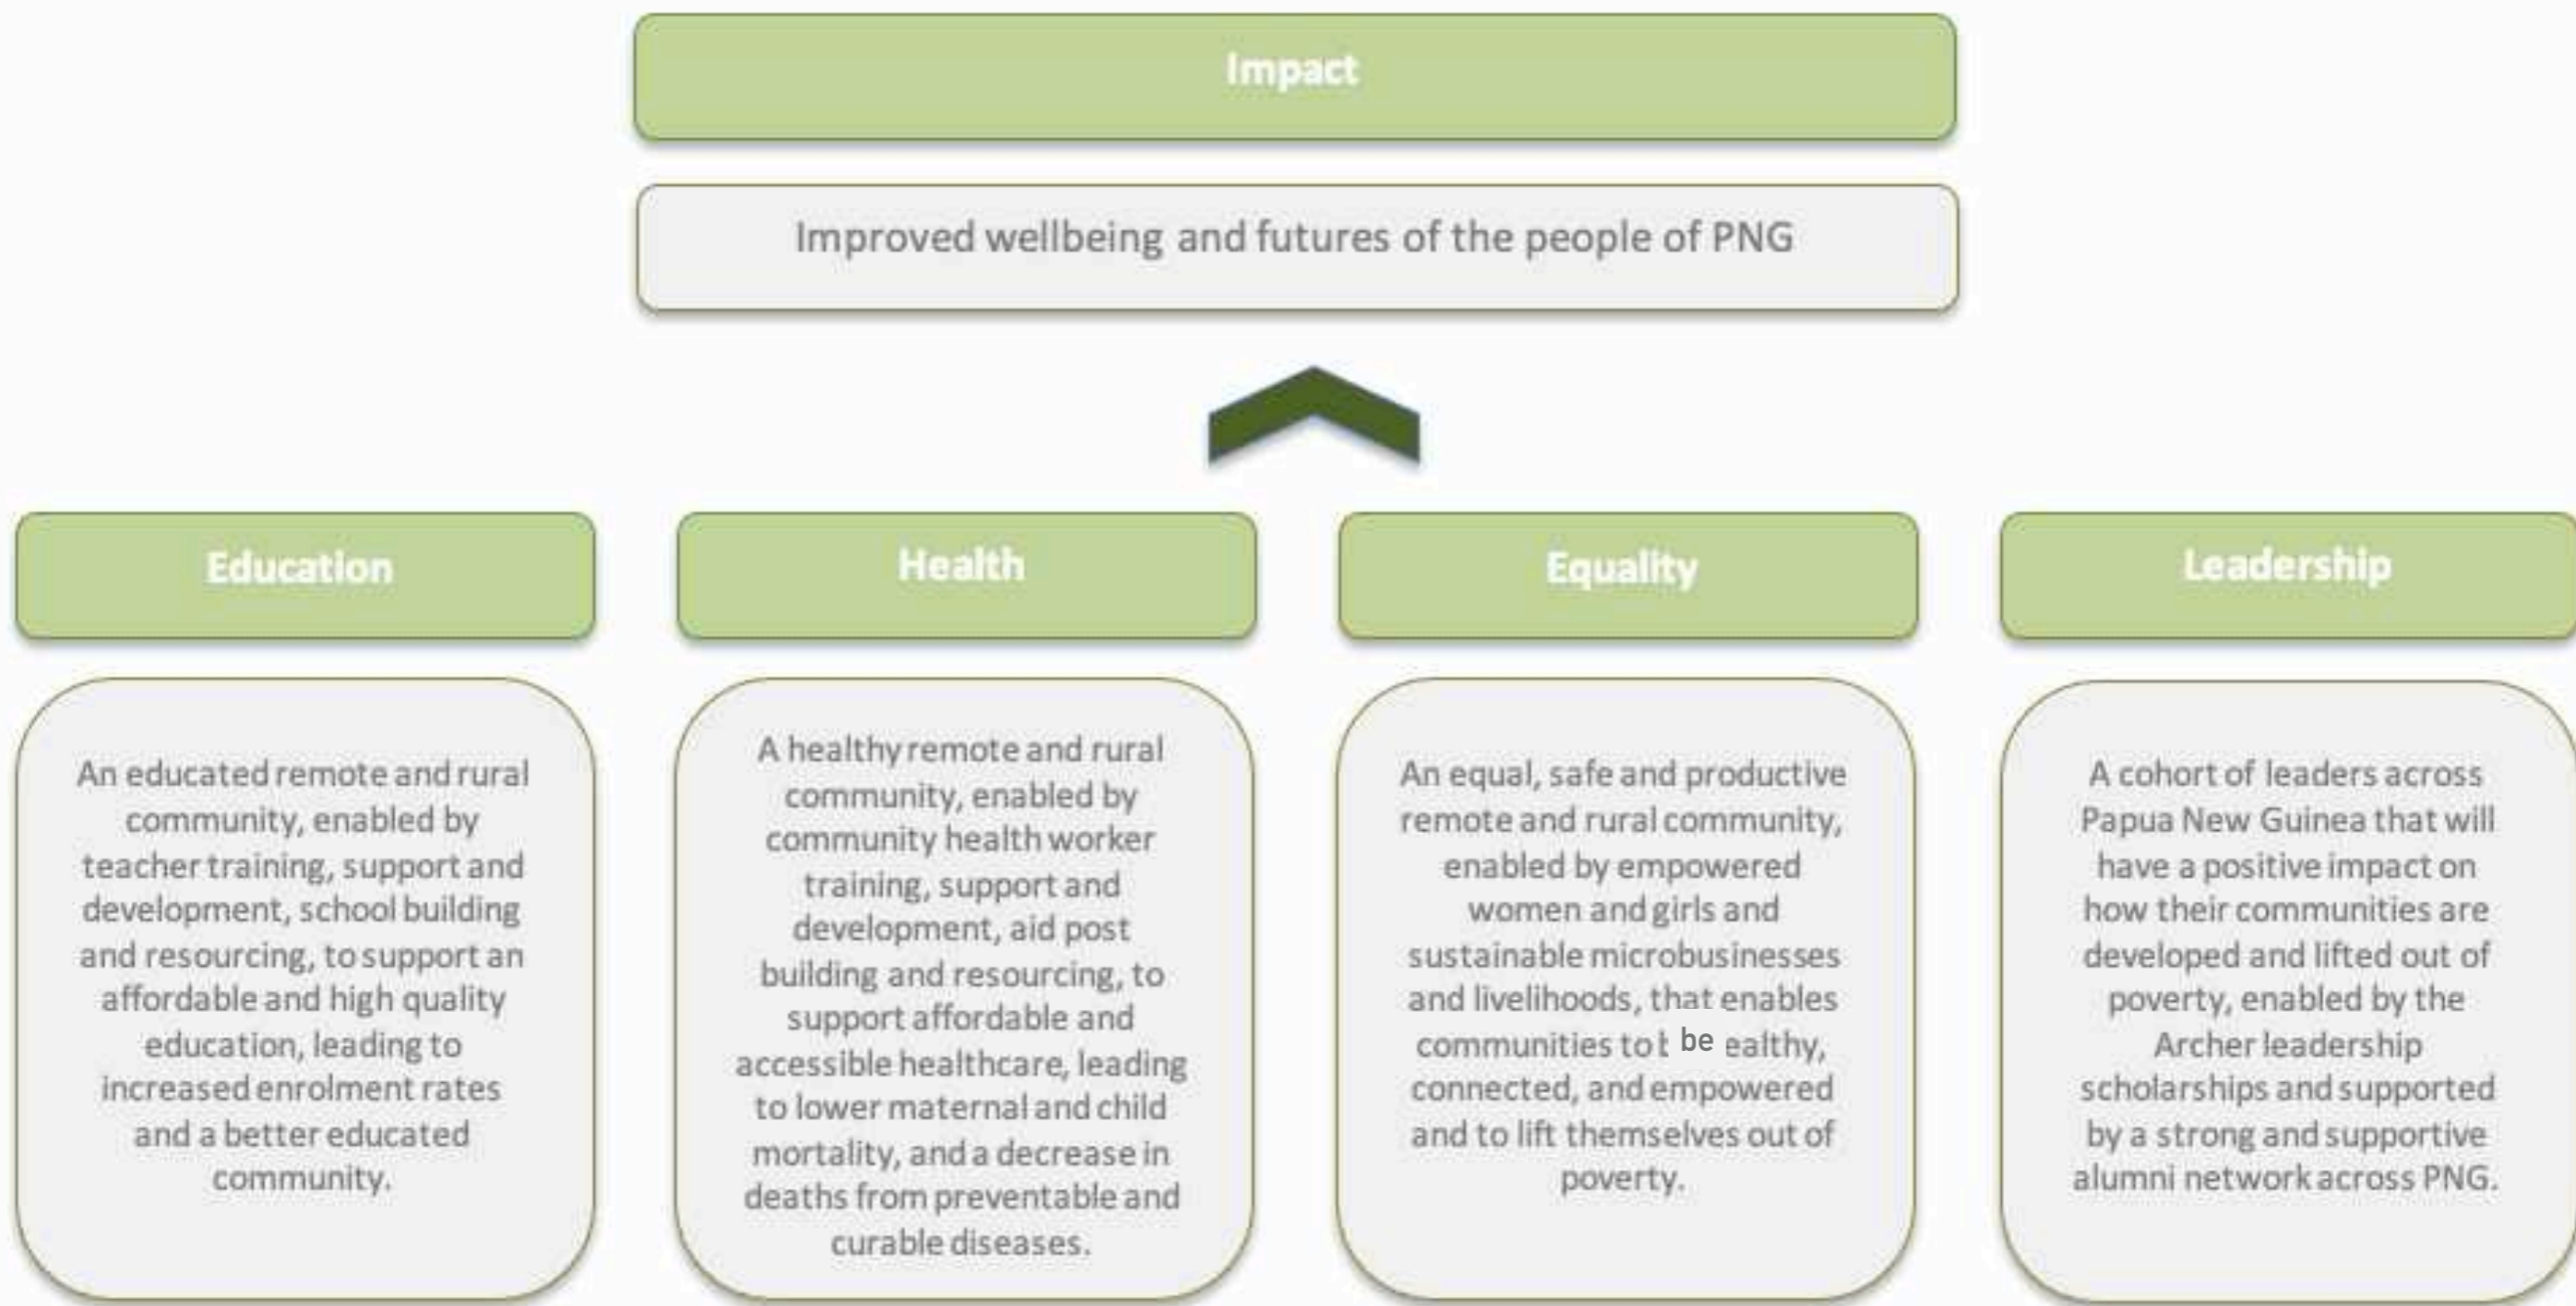 Impact
Improved wellbeing and futures of the people of PNG
Education
An educated remote and rural
community, enabled by
teacher training, support and
development, school building
and resourcing, to support an
affordable and high quality
education, leading to
increased enrolment rates
and a better educated
community.
Health
A healthy remote and rural
community, enabled by
community health worker
training, support and
development, aid post
building and resourcing, to
support affordable and
accessible healthcare, leading
to lower maternal and child
mortality, and a decrease in
deaths from preventable and
curable diseases.
Equality
An equal, safe and productive
remote and rural community,
enabled by empowered
women and girls and
sustainable microbusinesses
and livelihoods, that enables
communities to be ealthy,
connected, and empowered
and to lift themselves out of
poverty.
Leadership
A cohort of leaders across
Papua New Guinea that will
have a positive impact on
how their communities are
developed and lifted out of
poverty, enabled by the
Archer leadership
scholarships and supported
by a strong and supportive
alumni network across PNG.